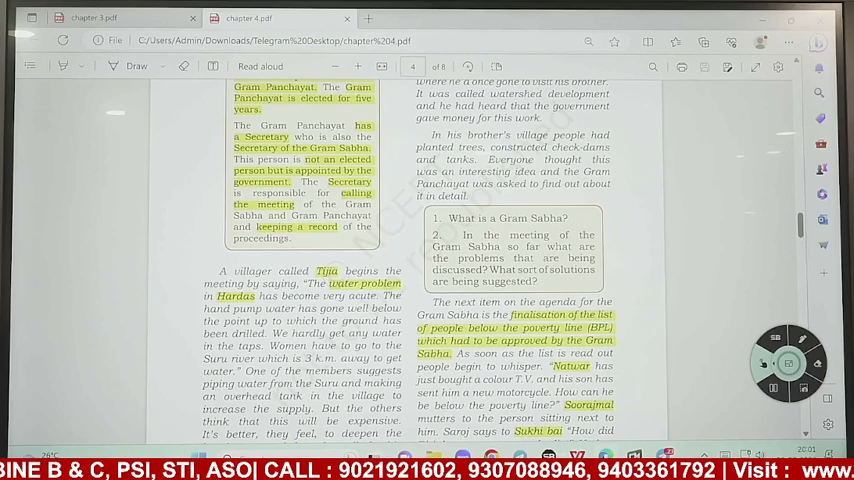 chapter 3.pdf
chapter 4.pdf
File
C:/Users/Admin/Downloads/Telegram%20Desktop/chapter%204.pdf
Draw
Read aloud
4 of 8
Gram Panchayat. The Gram
Panchayat is elected for five
years.
The Gram Panchayat has
a Secretary who is also the
Secretary of the Gram Sabha.
This person is not an elected
person but is appointed by the
government. The Secretary
is responsible for calling
the meeting of the Gram
Sabha and Gram Panchayat
and keeping a record of the
proceedings.
A villager called Tijia begins the
meeting by saying, “The water problem
in Hardas has become very acute. The
hand pump water has gone well below
the point up to which the ground has
been drilled. We hardly get any water
in the taps. Women have to go to the
Suru river which is 3 k.m. away to get
water.” One of the members suggests
piping water from the Suru and making
an overhead tank in the village to
increase the supply. But the others
think that this will be expensive.
It’s better, they feel, to deepen the
where he’d once gone to visit his brother.
It was called watershed development
and he had heard that the government
gave money for this work.
In his brother’s village people had
planted trees, constructed check-dams
and tanks. Everyone thought this
was an interesting idea and the Gram
Panchayat was asked to find out about
it in detail.
1. What is a Gram Sabha?
2. In the meeting of the
Gram Sabha so far what are
the problems that are being
discussed? What sort of solutions
are being suggested?
The next item on the agenda for the
Gram Sabha is the finalisation of the list
of people below the poverty line (BPL)
which had to be approved by the Gram
Sabha. As soon as the list is read out
people begin to whisper. “Natwar has
just bought a colour T.V. and his son has
sent him a new motorcycle. How can he
be below the poverty line?” Soorajmal
mutters to the person sitting next to
him. Saroj says to Sukhi bai “How did
SB
26°C
20:01
BINE B & C, PSI, STI, ASO| CALL : 9021921602, 9307088946, 9403361792 | Visit : www.